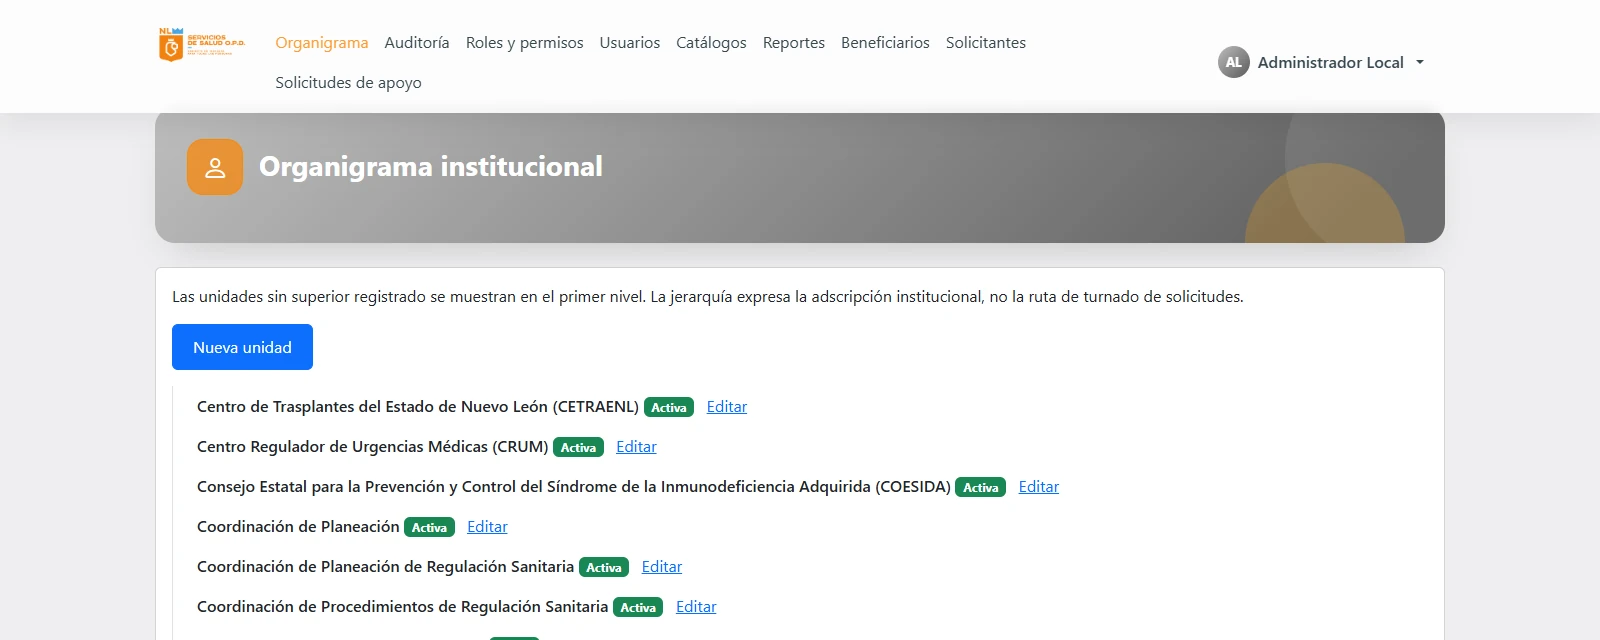 NL
SERVICIOS
DE SALUD O.P.D.
Organigrama Auditoría Roles y permisos Usuarios Catálogos Reportes Beneficiarios Solicitantes
Solicitudes de apoyo
AL Administrador Local
Organigrama institucional
Las unidades sin superior registrado se muestran en el primer nivel. La jerarquía expresa la adscripción institucional, no la ruta de turnado de solicitudes.
Nueva unidad
Centro de Trasplantes del Estado de Nuevo León (CETRAENL) Activa Editar
Centro Regulador de Urgencias Médicas (CRUM) Activa Editar
Consejo Estatal para la Prevención y Control del Síndrome de la Inmunodeficiencia Adquirida (COESIDA) Activa Editar
Coordinación de Planeación Activa Editar
Coordinación de Planeación de Regulación Sanitaria Activa Editar
Coordinación de Procedimientos de Regulación Sanitaria Activa Editar